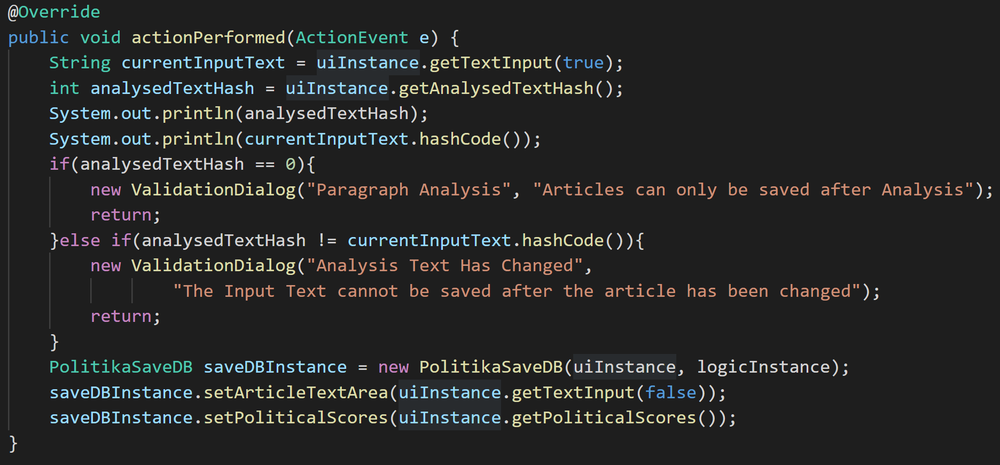 @Override
public void actionPerformed(ActionEvent e) {
    String currentInputText = uiInstance.getTextInput(true);
    int analysedTextHash = uiInstance.getAnalysedTextHash();
    System.out.println(analysedTextHash);
    System.out.println(currentInputText.hashCode());
    if(analysedTextHash == 0){
        new ValidationDialog("Paragraph Analysis", "Articles can only be saved after Analysis");
        return;
    }else if(analysedTextHash != currentInputText.hashCode()){
        new ValidationDialog("Analysis Text Has Changed",
                "The Input Text cannot be saved after the article has been changed");
        return;
    }
    PolitikaSaveDB saveDBInstance = new PolitikaSaveDB(uiInstance, logicInstance);
    saveDBInstance.setArticleTextArea(uiInstance.getTextInput(false));
    saveDBInstance.setPoliticalScores(uiInstance.getPoliticalScores());
}